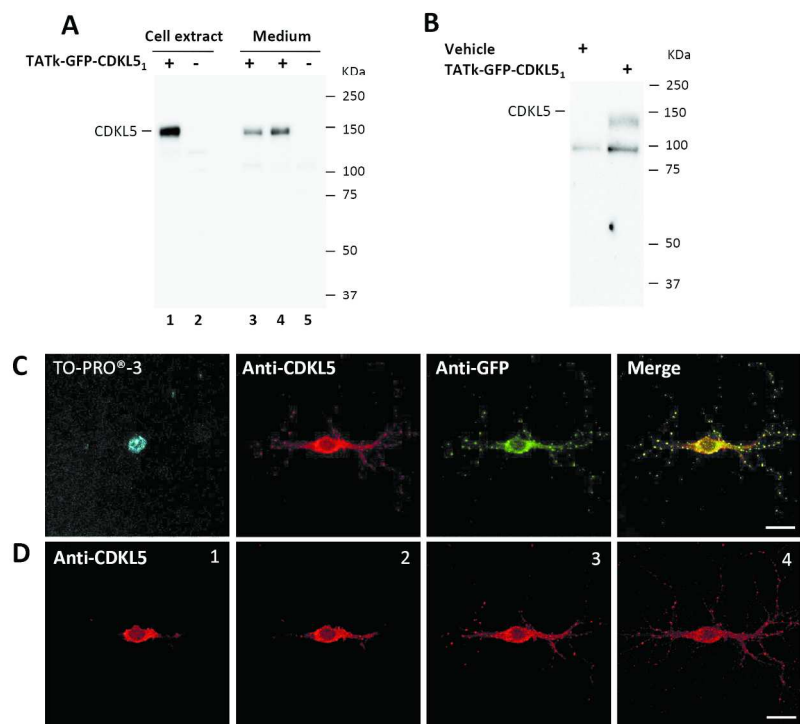 A
Cell extract Medium
TATk-GFP-CDKL5₁ + - + + - KDa
250
CDKL5 150
100
75
50
37
1 2 3 4 5
B
Vehicle + KDa
TATk-GFP-CDKL5₁ + 250
CDKL5 150
100
75
50
37
C TO-PRO®-3 Anti-CDKL5 Anti-GFP Merge
D Anti-CDKL5 1 2 3 4